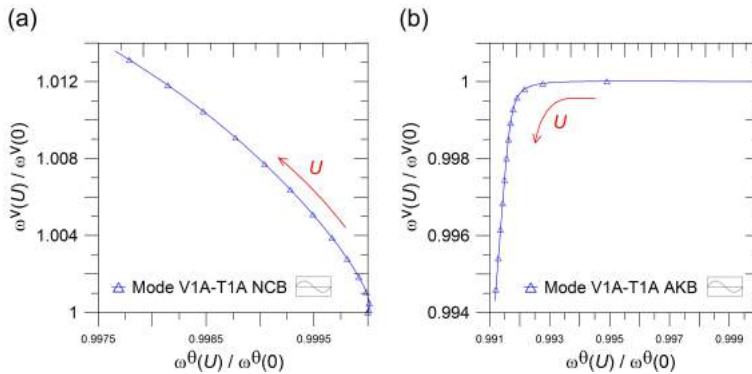 (a)
(b)
1.012
1.008
1.004
1
ω^v(U) / ω^v(0)
U
Mode V1A-T1A NCB
0.9975
0.9985
0.9995
ω^θ(U) / ω^θ(0)
1
0.998
0.996
0.994
ω^v(U) / ω^v(0)
U
Mode V1A-T1A AKB
0.991
0.993
0.995
0.997
0.999
ω^θ(U) / ω^θ(0)